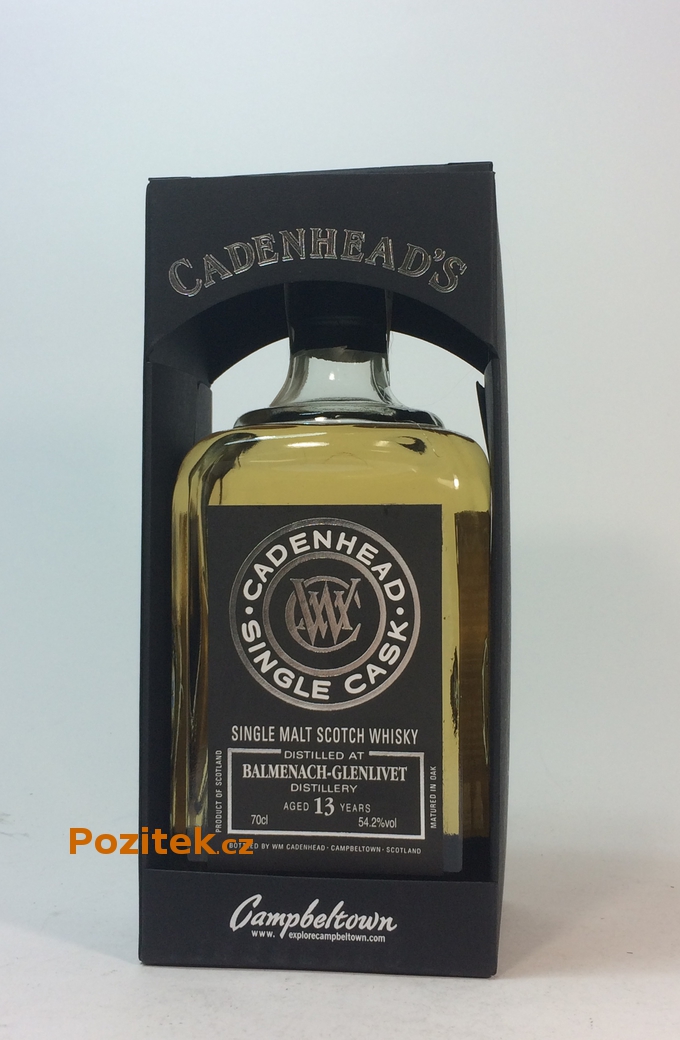 CADENHEAD'S
·CADENHEAD·
SINGLE CASK
WC
SINGLE MALT SCOTCH WHISKY
DISTILLED AT
BALMENACH-GLENLIVET
DISTILLERY
AGED 13 YEARS
70cl 54.2%vol
PRODUCT OF SCOTLAND
MATURED IN OAK
BOTTLED BY WM CADENHEAD · CAMPBELTOWN · SCOTLAND
Pozitek.cz
Campbeltown
www. explorecampbeltown.com